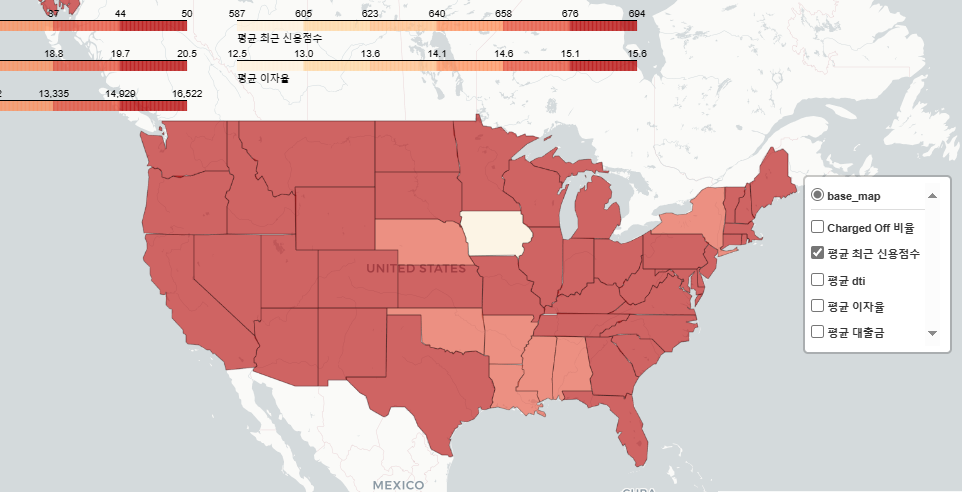 87 44 50 587 605 623 640 658 676 694
평균 최근 신용점수
18.8 19.7 20.5 12.5 13.0 13.6 14.1 14.6 15.1 15.6
평균 이자율
2 13,335 14,929 16,522
base_map
Charged Off 비율
평균 최근 신용점수
평균 dti
평균 이자율
평균 대출금
UNITED STATES
MEXICO
CUBA